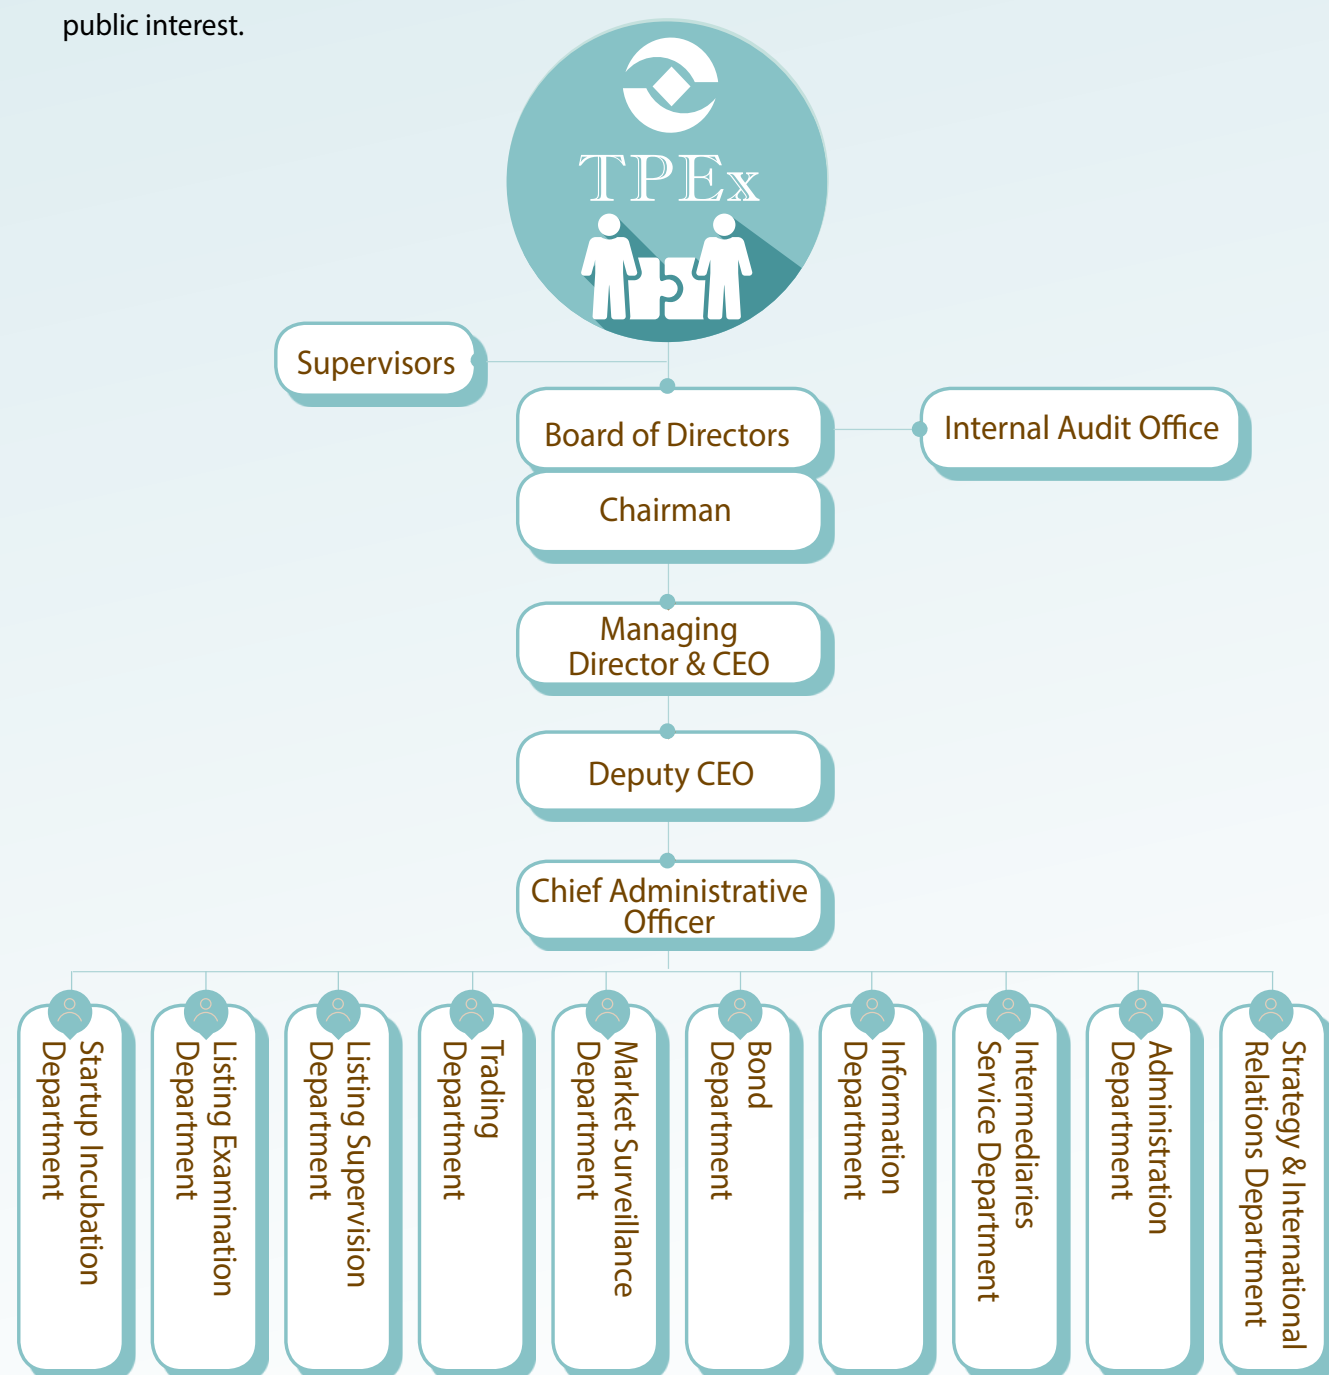 public interest.
TPEx
Supervisors
Board of Directors
Internal Audit Office
Chairman
Managing
Director & CEO
Deputy CEO
Chief Administrative
Officer
Startup Incubation
Department
Listing Examination
Department
Listing Supervision
Department
Trading
Department
Market Surveillance
Department
Bond
Department
Information
Department
Intermediaries
Service Department
Administration
Department
Strategy & International
Relations Department